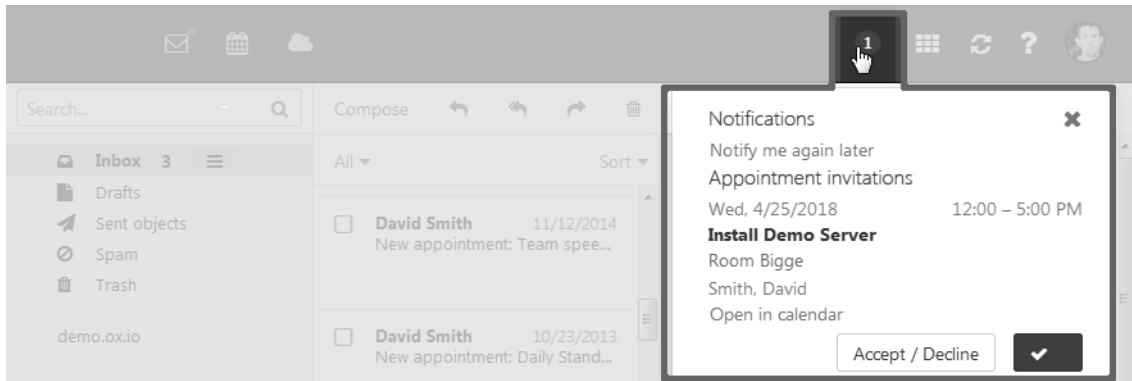 1
?
Search...
Compose
Inbox 3
All
Sort
Drafts
David Smith 11/12/2014
New appointment: Team spee...
Sent objects
Spam
Trash
demo.ox.io
David Smith 10/23/2013
New appointment: Daily Stand...
Notifications
Notify me again later
Appointment invitations
Wed, 4/25/2018 12:00 – 5:00 PM
Install Demo Server
Room Bigge
Smith, David
Open in calendar
Accept / Decline